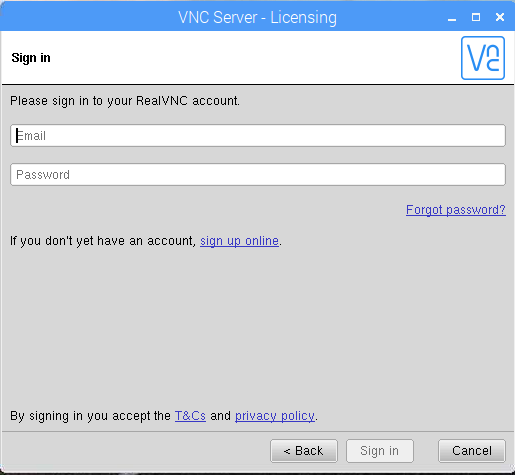 VNC Server - Licensing
Sign in
Vnc
Please sign in to your RealVNC account.
Email
Password
Forgot password?
If you don't yet have an account, sign up online.
By signing in you accept the T&Cs and privacy policy.
< Back Sign in Cancel